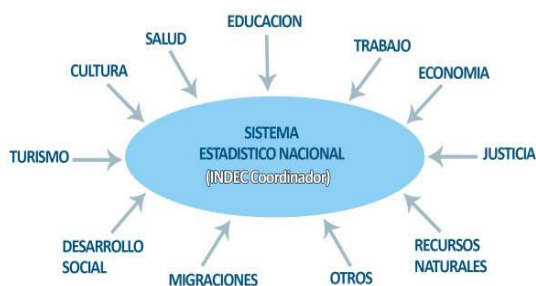 EDUCACION
SALUD
TRABAJO
CULTURA
ECONOMIA
SISTEMA
ESTADISTICO NACIONAL
(INDEC Coordinador)
TURISMO
JUSTICIA
DESARROLLO
SOCIAL
MIGRACIONES
OTROS
RECURSOS
NATURALES